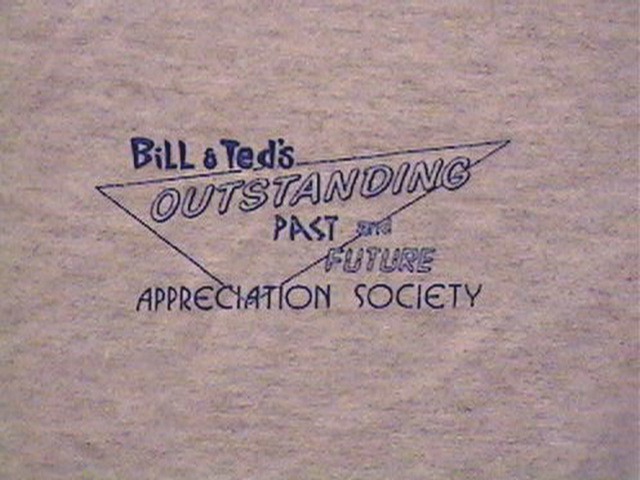 BiLL & Ted's
OUTSTANDING
PAST and
FUTURE
APPRECIATION SOCIETY